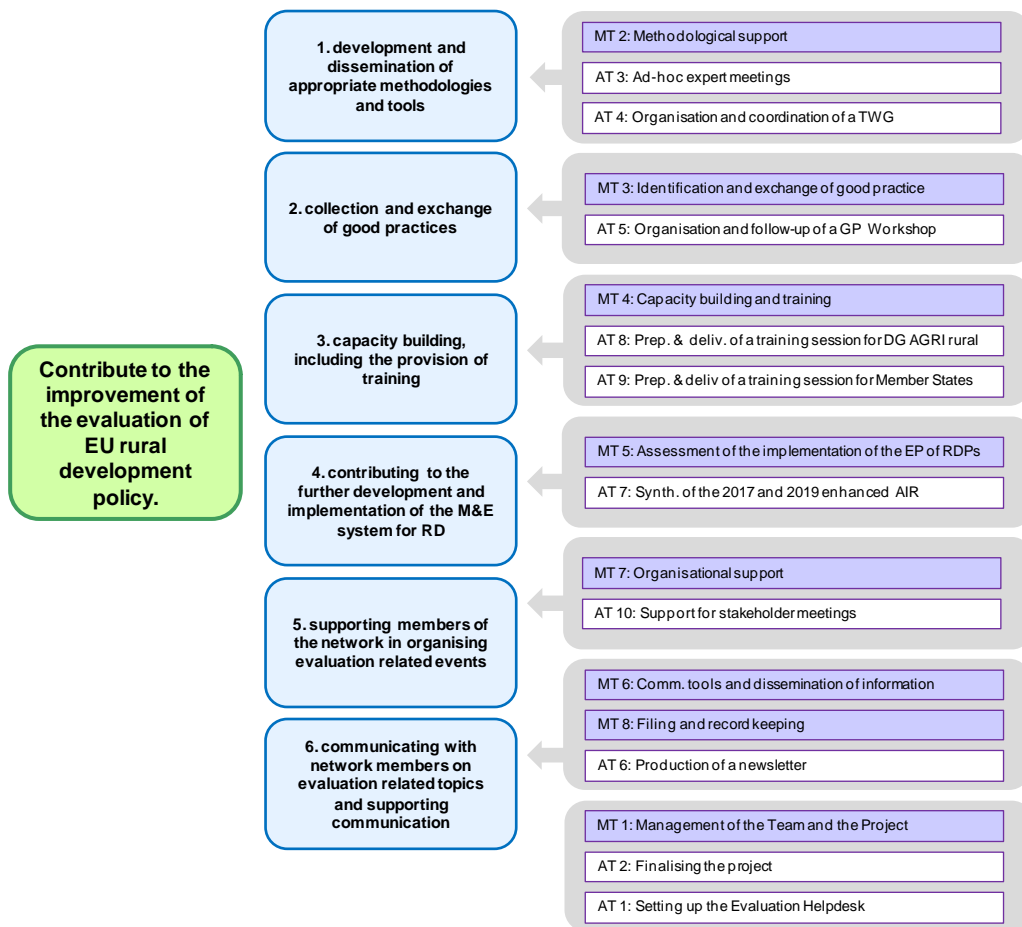 Contribute to the
improvement of
the evaluation of
EU rural
development
policy.
1. development and
dissemination of
appropriate methodologies
and tools
MT 2: Methodological support
AT 3: Ad-hoc expert meetings
AT 4: Organisation and coordination of a TWG
2. collection and exchange
of good practices
MT 3: Identification and exchange of good practice
AT 5: Organisation and follow-up of a GP Workshop
3. capacity building,
including the provision of
training
MT 4: Capacity building and training
AT 8: Prep. & deliv. of a training session for DG AGRI rural
AT 9: Prep. & deliv of a training session for Member States
4. contributing to the
further development and
implementation of the M&E
system for RD
MT 5: Assessment of the implementation of the EP of RDPs
AT 7: Synth. of the 2017 and 2019 enhanced AIR
5. supporting members of
the network in organising
evaluation related events
MT 7: Organisational support
AT 10: Support for stakeholder meetings
6. communicating with
network members on
evaluation related topics
and supporting
communication
MT 6: Comm. tools and dissemination of information
MT 8: Filing and record keeping
AT 6: Production of a newsletter
MT 1: Management of the Team and the Project
AT 2: Finalising the project
AT 1: Setting up the Evaluation Helpdesk